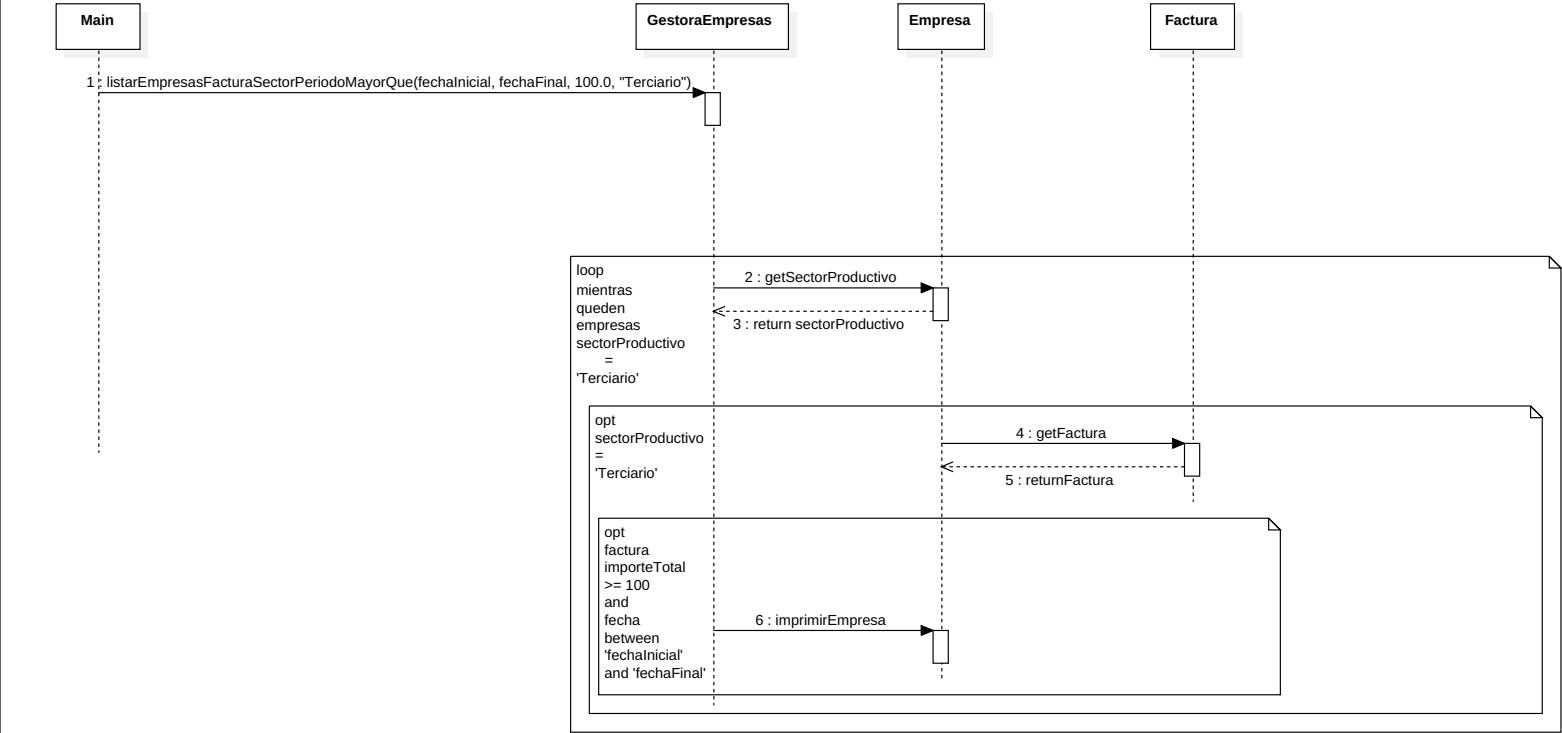 Main
GestoraEmpresas
Empresa
Factura
1 : listarEmpresasFacturaSectorPeriodoMayorQue(fechaInicial, fechaFinal, 100.0, "Terciario")
loop
mientras
queden
empresas
sectorProductivo
=
'Terciario'
2 : getSectorProductivo
3 : return sectorProductivo
opt
sectorProductivo
=
'Terciario'
4 : getFactura
5 : returnFactura
opt
factura
importeTotal
>= 100
and
fecha
between
'fechaInicial'
and 'fechaFinal'
6 : imprimirEmpresa